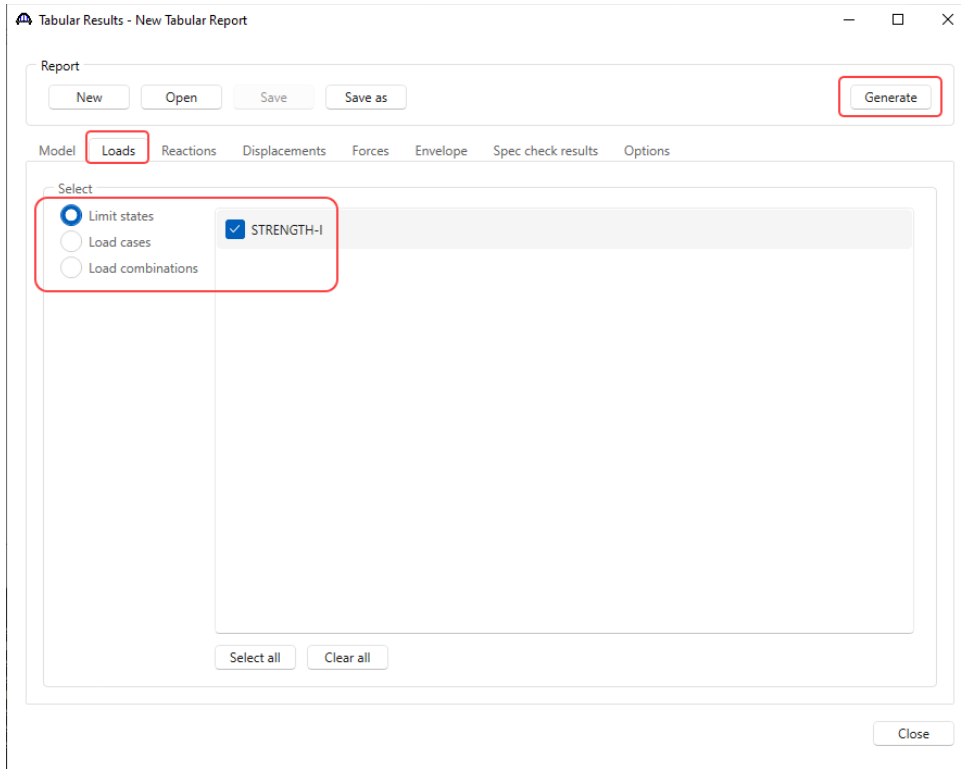 Tabular Results - New Tabular Report
Report
New Open Save Save as Generate
Model Loads Reactions Displacements Forces Envelope Spec check results Options
Select
Limit states
STRENGTH-I
Load cases
Load combinations
Select all Clear all
Close